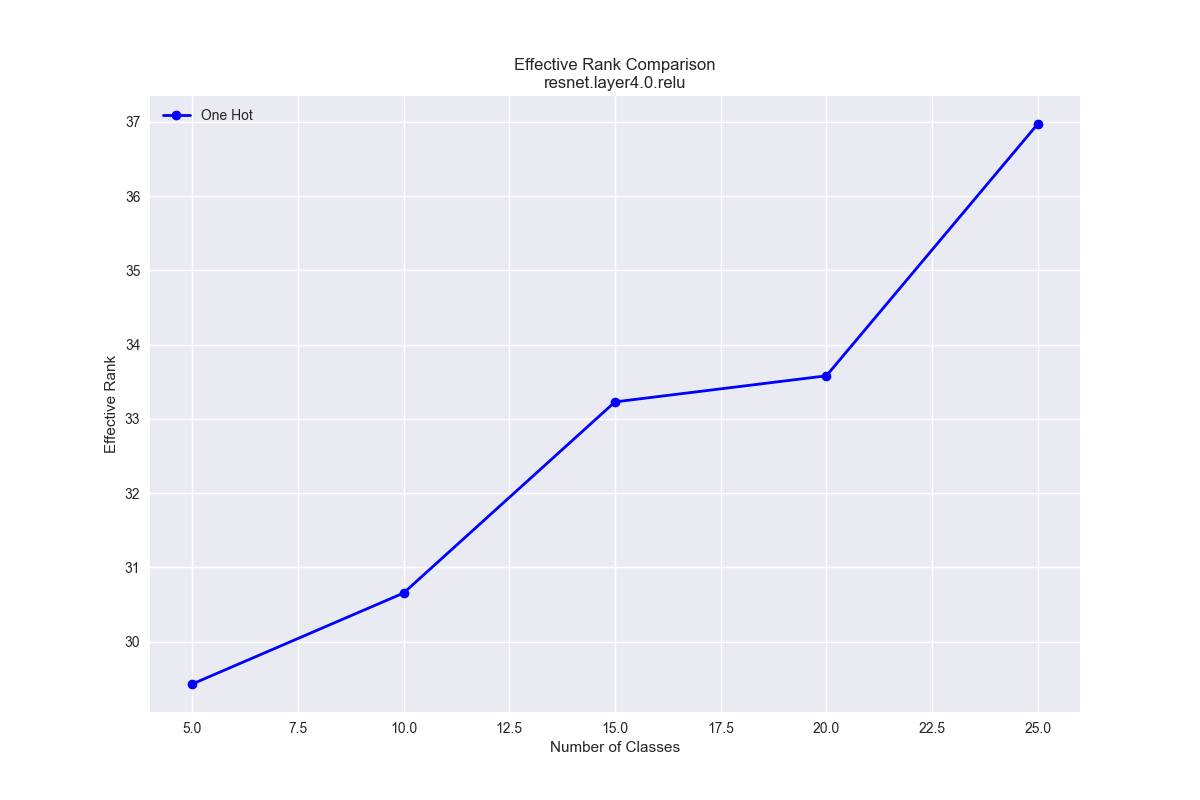 Effective Rank Comparison
resnet.layer4.0.relu
One Hot
37
36
35
34
33
32
31
30
Effective Rank
5.0 7.5 10.0 12.5 15.0 17.5 20.0 22.5 25.0
Number of Classes